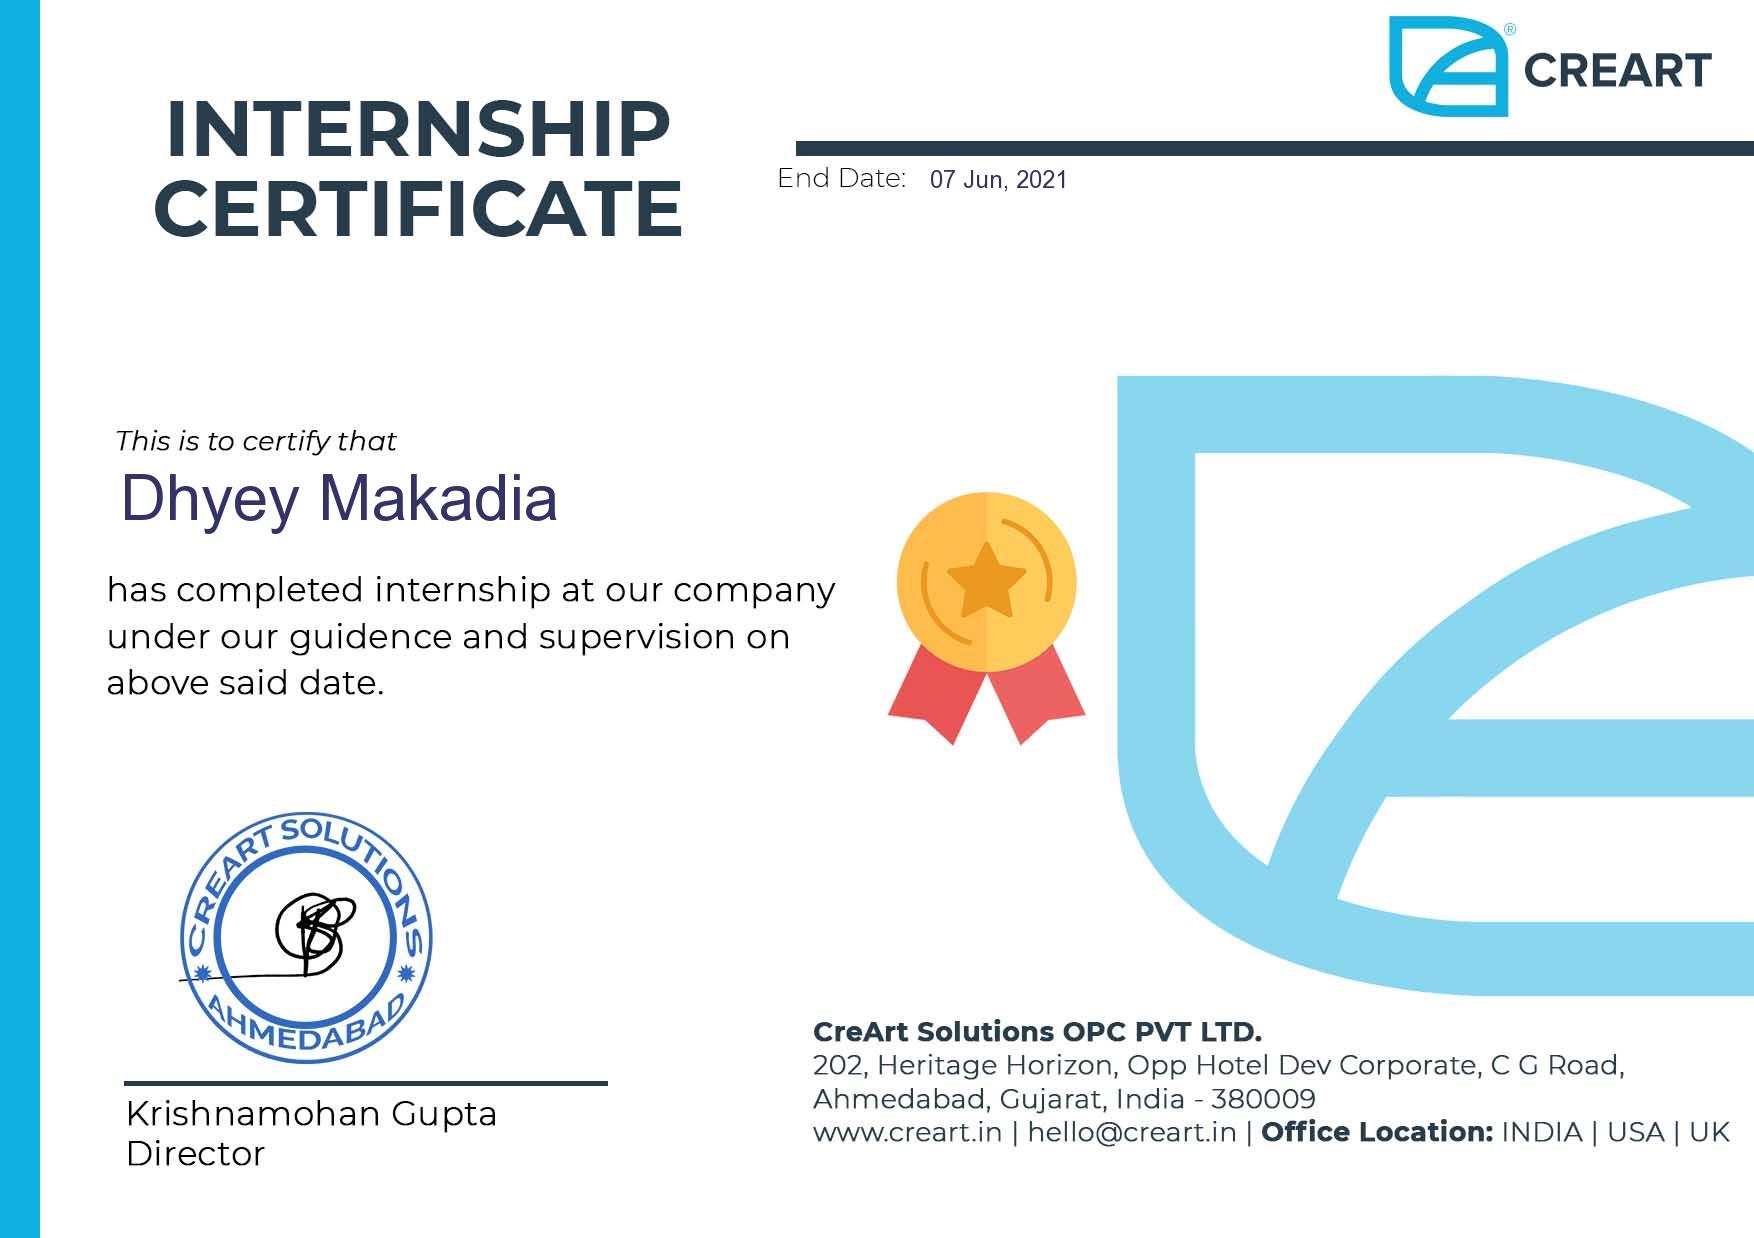 INTERNSHIP
CERTIFICATE
® CREART
End Date: 07 Jun, 2021
This is to certify that
Dhyey Makadia
has completed internship at our company
under our guidence and supervision on
above said date.
CREART SOLUTIONS
AHMEDABAD
Krishnamohan Gupta
Director
CreArt Solutions OPC PVT LTD.
202, Heritage Horizon, Opp Hotel Dev Corporate, C G Road,
Ahmedabad, Gujarat, India - 380009
www.creart.in | hello@creart.in | Office Location: INDIA | USA | UK